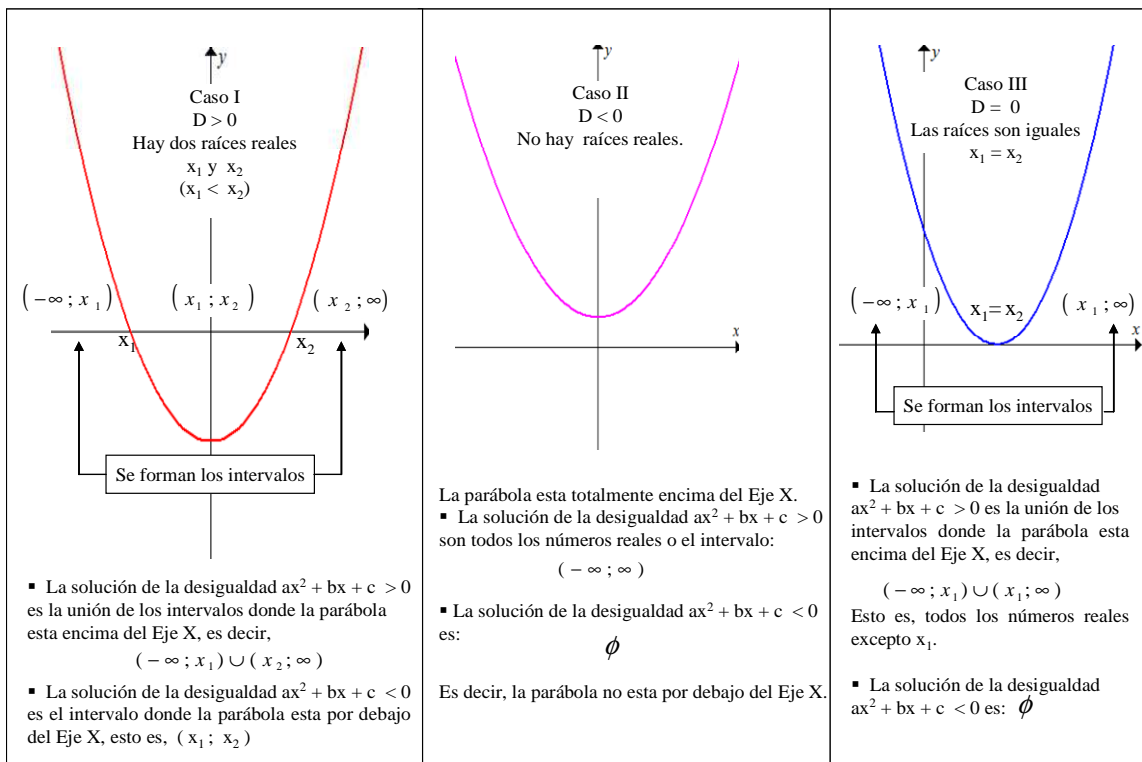 y
Caso I
D > 0
Hay dos raíces reales
x₁ y x₂
(x₁ < x₂)
(−∞ ; x₁) (x₁ ; x₂) (x₂ ; ∞)
x₁ x₂
Se forman los intervalos
▪ La solución de la desigualdad ax² + bx + c > 0
es la unión de los intervalos donde la parábola
esta encima del Eje X, es decir,
(−∞ ; x₁) ∪ (x₂ ; ∞)
▪ La solución de la desigualdad ax² + bx + c < 0
es el intervalo donde la parábola esta por debajo
del Eje X, esto es, (x₁ ; x₂)
y
Caso II
D < 0
No hay raíces reales.
x
La parábola esta totalmente encima del Eje X.
▪ La solución de la desigualdad ax² + bx + c > 0
son todos los números reales o el intervalo:
(−∞ ; ∞)
▪ La solución de la desigualdad ax² + bx + c < 0
es:
ϕ
Es decir, la parábola no esta por debajo del Eje X.
y
Caso III
D = 0
Las raíces son iguales
x₁ = x₂
(−∞ ; x₁) x₁= x₂ (x₁ ; ∞)
x
Se forman los intervalos
▪ La solución de la desigualdad
ax² + bx + c > 0 es la unión de los
intervalos donde la parábola esta
encima del Eje X, es decir,
(−∞ ; x₁) ∪ (x₁ ; ∞)
Esto es, todos los números reales
excepto x₁.
▪ La solución de la desigualdad
ax² + bx + c < 0 es: ϕ